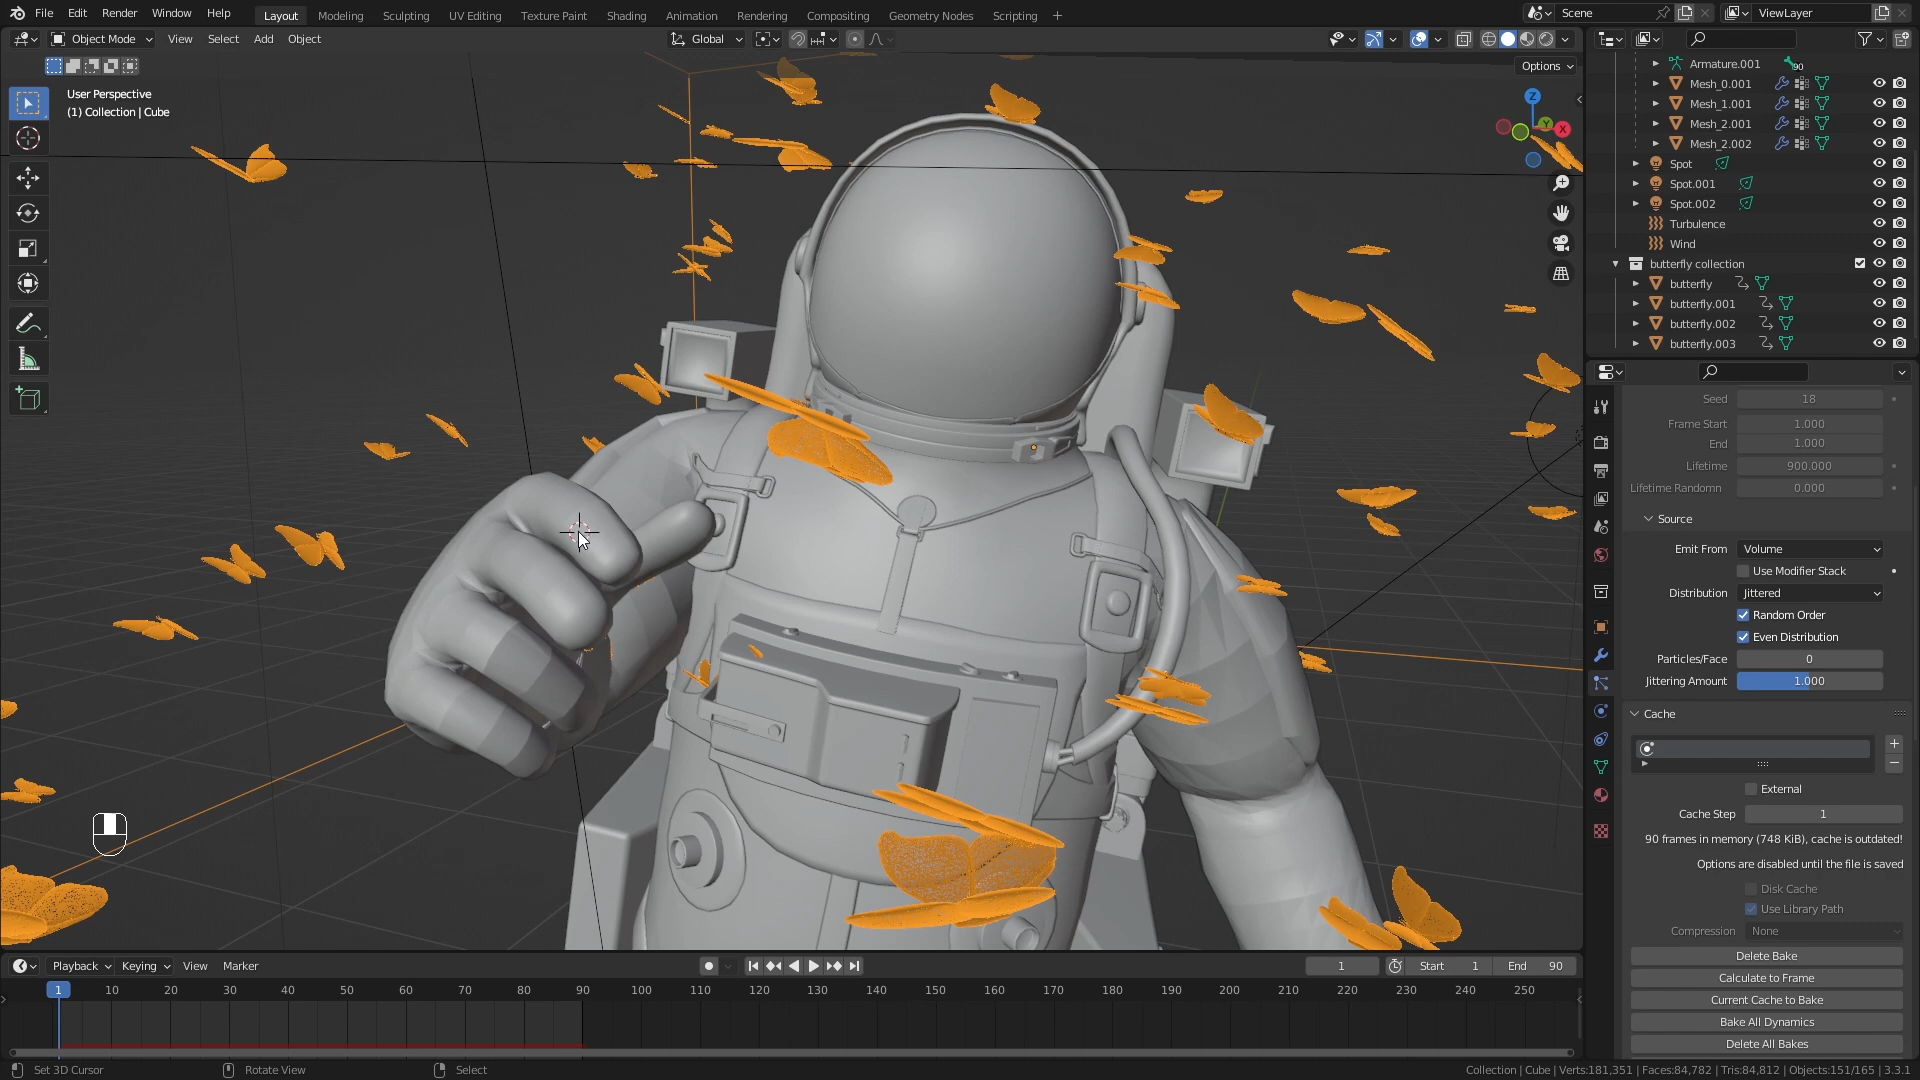 File Edit Render Window Help
Layout Modeling Sculpting UV Editing Texture Paint Shading Animation Rendering Compositing Geometry Nodes Scripting +
Scene
ViewLayer
Object Mode View Select Add Object
Global
Options
User Perspective
(1) Collection | Cube
Z
Y
X
Armature.001 90
Mesh_0.001
Mesh_1.001
Mesh_2.001
Mesh_2.002
Spot
Spot.001
Spot.002
Turbulence
Wind
butterfly collection
butterfly
butterfly.001
butterfly.002
butterfly.003
Seed 18
Frame Start 1.000
End 1.000
Lifetime 900.000
Lifetime Randomn 0.000
Source
Emit From Volume
Use Modifier Stack
Distribution Jittered
Random Order
Even Distribution
Particles/Face 0
Jittering Amount 1.000
Cache
External
Cache Step 1
90 frames in memory (748 KiB), cache is outdated!
Options are disabled until the file is saved
Disk Cache
Use Library Path
Compression None
Delete Bake
Calculate to Frame
Current Cache to Bake
Bake All Dynamics
Delete All Bakes
Playback Keying View Marker
1 Start 1 End 90
1 10 20 30 40 50 60 70 80 90 100 110 120 130 140 150 160 170 180 190 200 210 220 230 240 250
Set 3D Cursor Rotate View Select
Collection | Cube | Verts:181,351 | Faces:84,782 | Tris:84,812 | Objects:151/165 | 3.3.1